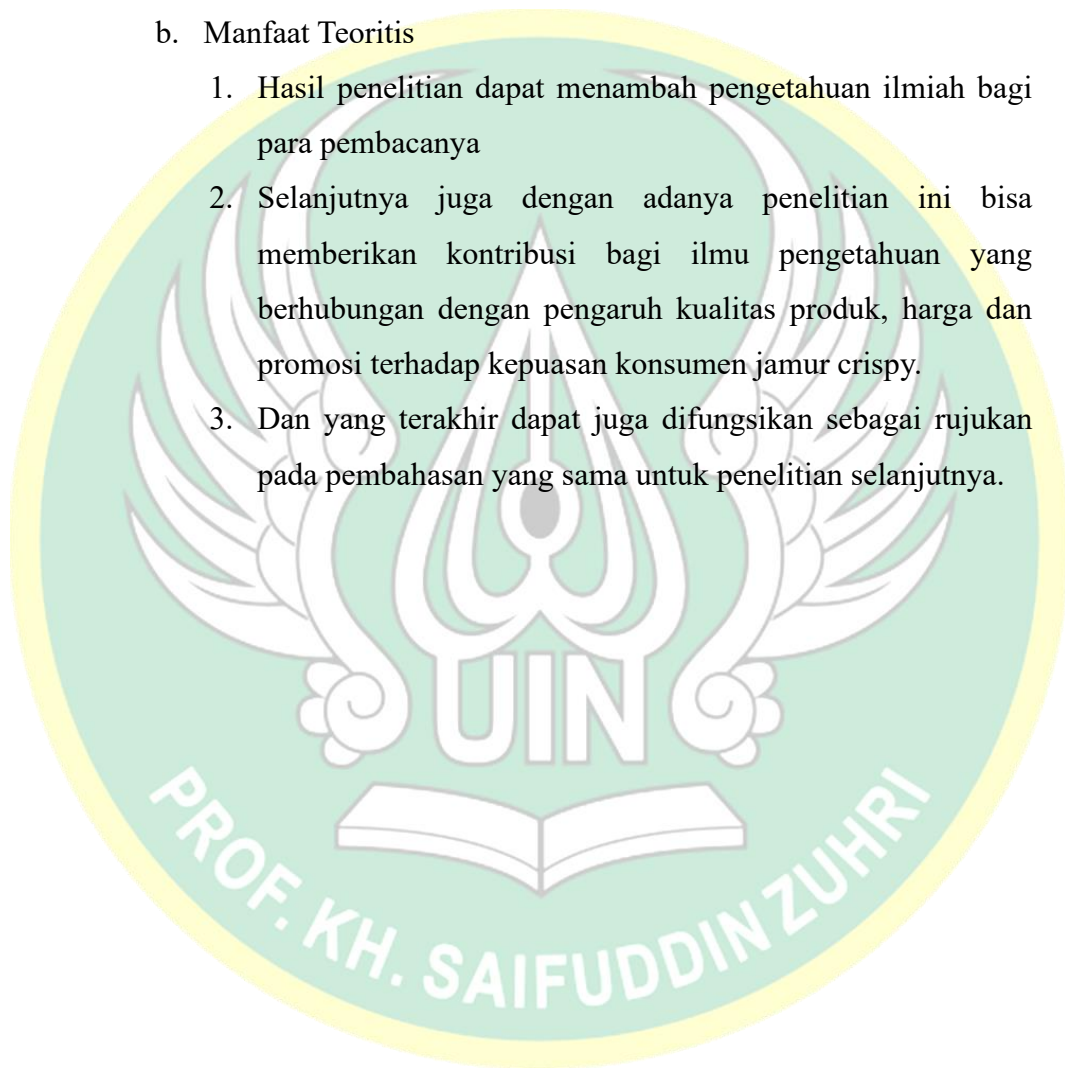 b. Manfaat Teoritis
1. Hasil penelitian dapat menambah pengetahuan ilmiah bagi
para pembacanya
2. Selanjutnya juga dengan adanya penelitian ini bisa
memberikan kontribusi bagi ilmu pengetahuan yang
berhubungan dengan pengaruh kualitas produk, harga dan
promosi terhadap kepuasan konsumen jamur crispy.
3. Dan yang terakhir dapat juga difungsikan sebagai rujukan
pada pembahasan yang sama untuk penelitian selanjutnya.
UIN
PROF. KH. SAIFUDDIN ZUHRI